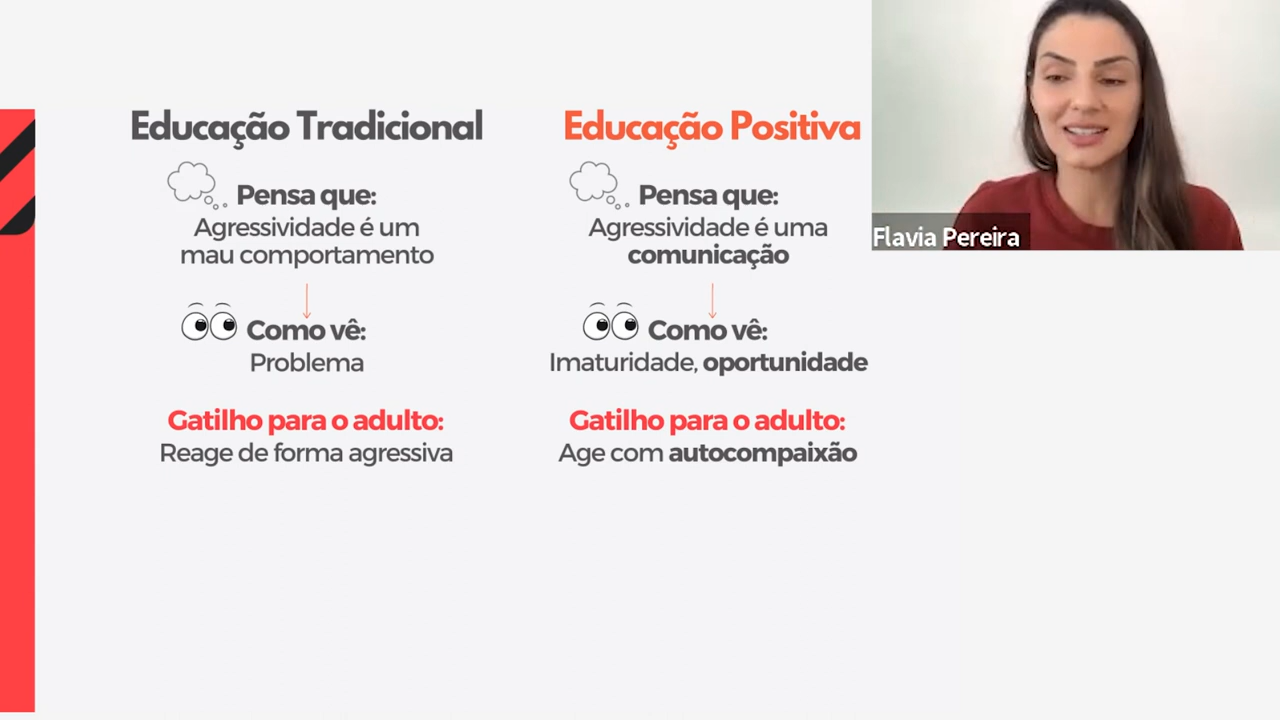 Educação Tradicional
Pensa que:
Agressividade é um
mau comportamento
Como vê:
Problema
Gatilho para o adulto:
Reage de forma agressiva
Educação Positiva
Pensa que:
Agressividade é uma
comunicação
Como vê:
Imaturidade, oportunidade
Gatilho para o adulto:
Age com autocompaixão
Flavia Pereira